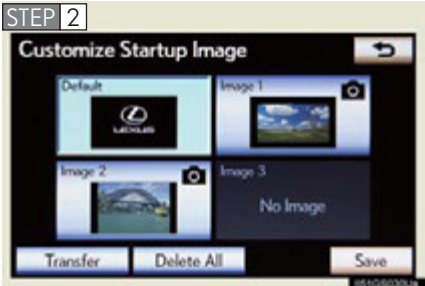 STEP 2
Customize Startup Image
Default
Image 1
LEXUS
Image 2
Image 3
No Image
Transfer
Delete All
Save